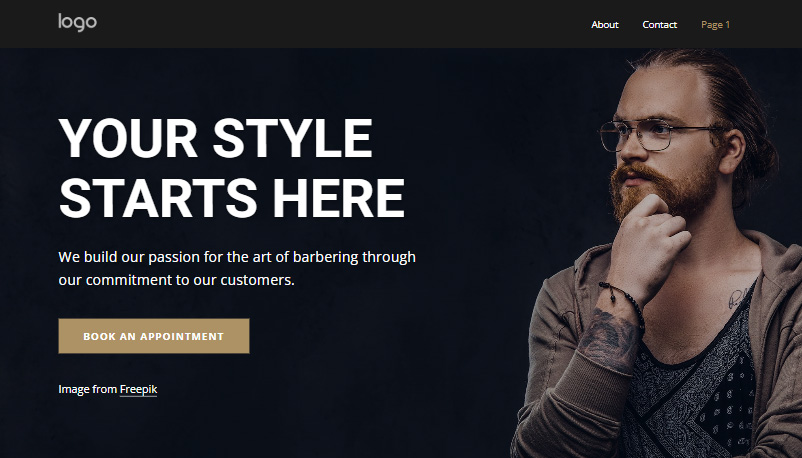 logo
About Contact Page 1
YOUR STYLE
STARTS HERE
We build our passion for the art of barbering through
our commitment to our customers.
BOOK AN APPOINTMENT
Image from Freepik